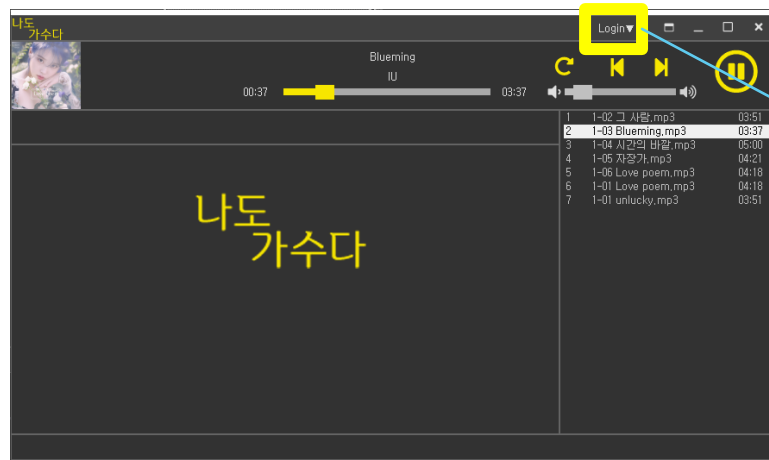 나도
가수다
Login▼
Blueming
IU
00:37
03:37
1 1-02 그 사람.mp3 03:51
2 1-03 Blueming.mp3 03:37
3 1-04 시간의 바깥.mp3 05:00
4 1-05 자장가.mp3 04:21
5 1-06 Love poem.mp3 04:18
6 1-01 Love poem.mp3 04:18
7 1-01 unlucky.mp3 03:51
나도
가수다